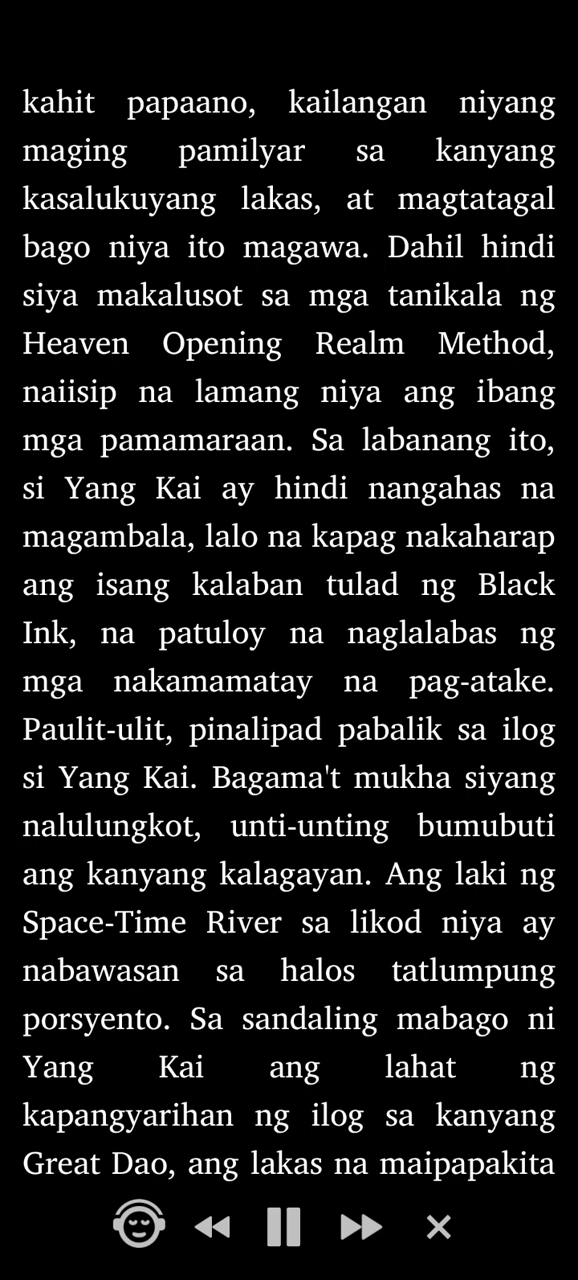 kahit papaano, kailangan niyang
maging pamilyar sa kanyang
kasalukuyang lakas, at magtatagal
bago niya ito magawa. Dahil hindi
siya makalusot sa mga tanikala ng
Heaven Opening Realm Method,
naiisip na lamang niya ang ibang
mga pamamaraan. Sa labanang ito,
si Yang Kai ay hindi nangahas na
magambala, lalo na kapag nakaharap
ang isang kalaban tulad ng Black
Ink, na patuloy na naglalabas ng
mga nakamamatay na pag-atake.
Paulit-ulit, pinalipad pabalik sa ilog
si Yang Kai. Bagama't mukha siyang
nalulungkot, unti-unting bumubuti
ang kanyang kalagayan. Ang laki ng
Space-Time River sa likod niya ay
nabawasan sa halos tatlumpung
porsyento. Sa sandaling mabago ni
Yang Kai ang lahat ng
kapangyarihan ng ilog sa kanyang
Great Dao, ang lakas na maipapakita